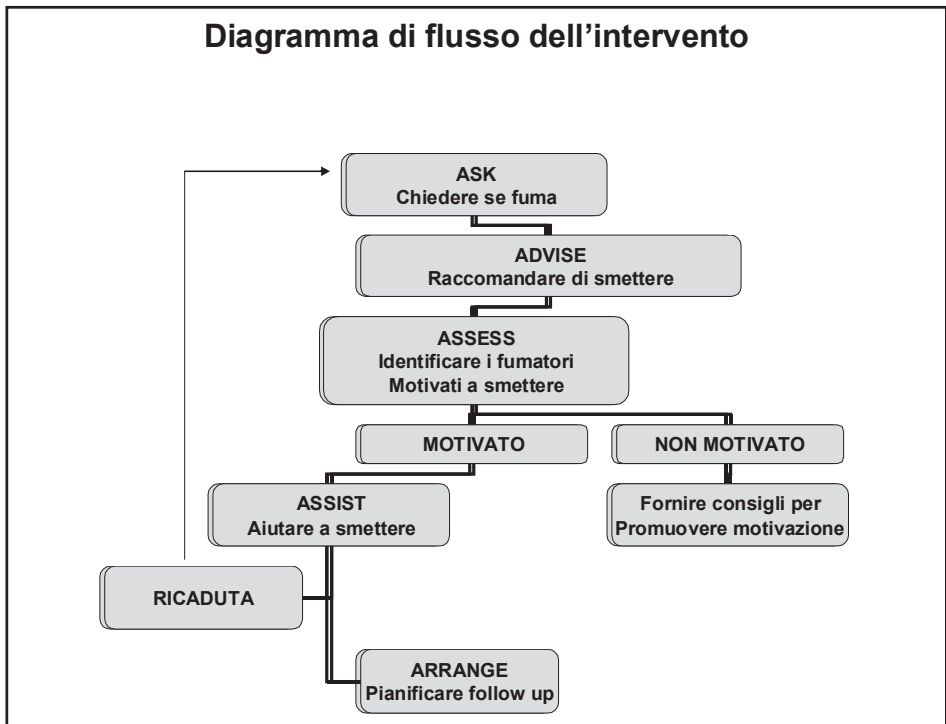 Diagramma di flusso dell’intervento
ASK
Chiedere se fuma
ADVISE
Raccomandare di smettere
ASSESS
Identificare i fumatori
Motivati a smettere
MOTIVATO
NON MOTIVATO
ASSIST
Aiutare a smettere
Fornire consigli per
Promuovere motivazione
RICADUTA
ARRANGE
Pianificare follow up